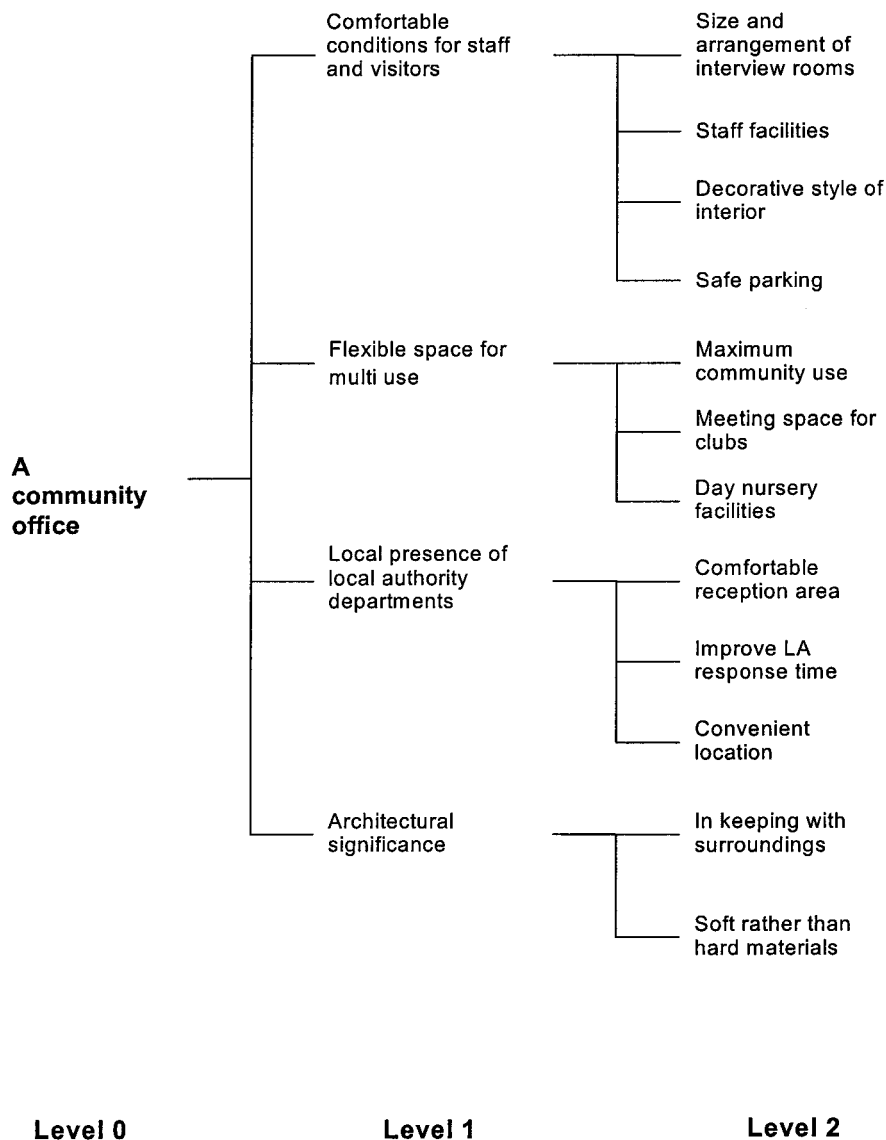 Comfortable
conditions for staff
and visitors
Size and
arrangement of
interview rooms
Staff facilities
Decorative style of
interior
Safe parking
Flexible space for
multi use
Maximum
community use
Meeting space for
clubs
Day nursery
facilities
A
community
office
Local presence of
local authority
departments
Comfortable
reception area
Improve LA
response time
Convenient
location
Architectural
significance
In keeping with
surroundings
Soft rather than
hard materials
Level 0
Level 1
Level 2